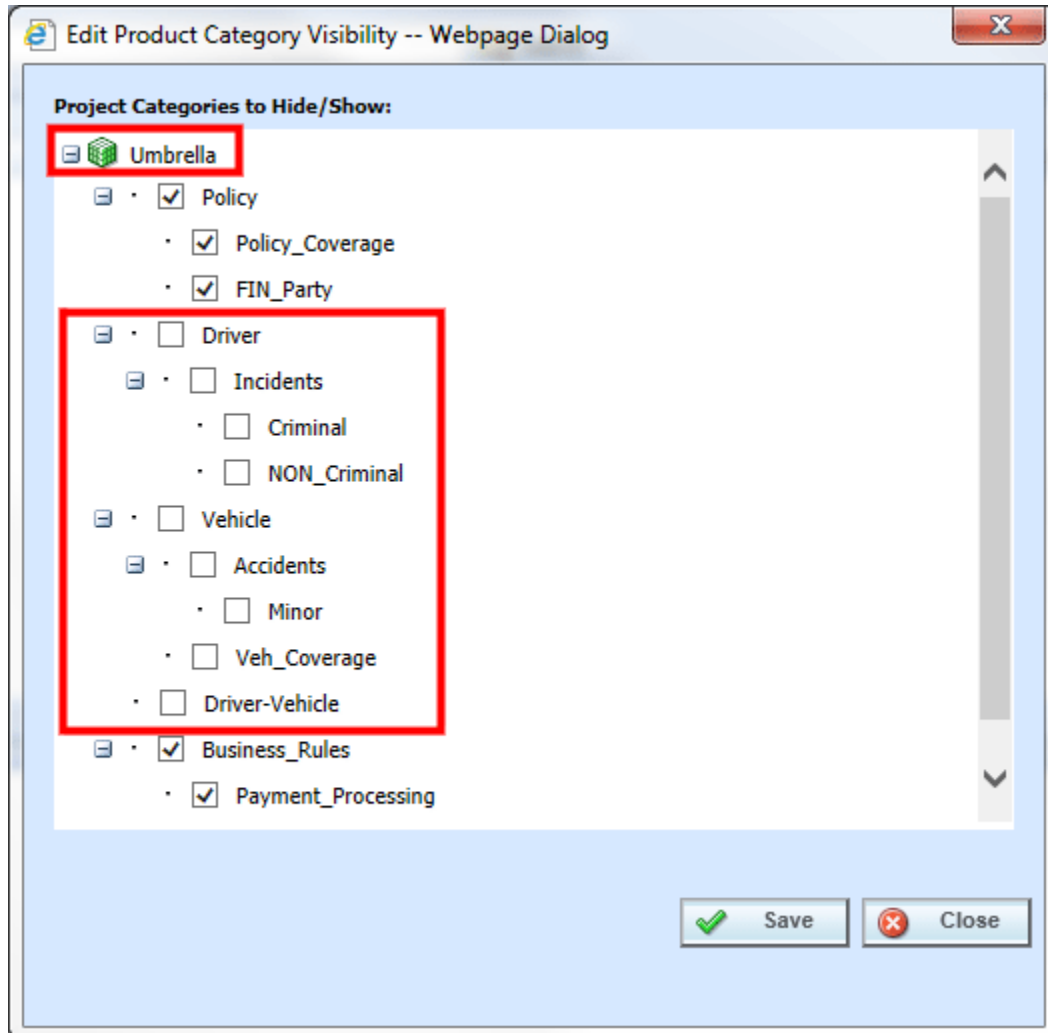 Edit Product Category Visibility -- Webpage Dialog
Project Categories to Hide/Show:
Umbrella
Policy
Policy_Coverage
FIN_Party
Driver
Incidents
Criminal
NON_Criminal
Vehicle
Accidents
Minor
Veh_Coverage
Driver-Vehicle
Business_Rules
Payment_Processing
Save Close